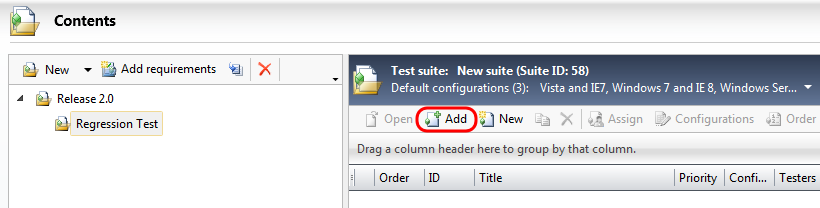 Contents
New Add requirements
Release 2.0
Regression Test
Test suite: New suite (Suite ID: 58)
Default configurations (3): Vista and IE7, Windows 7 and IE 8, Windows Ser...
Open Add New Assign Configurations Order
Drag a column header here to group by that column.
Order ID Title Priority Confi... Testers